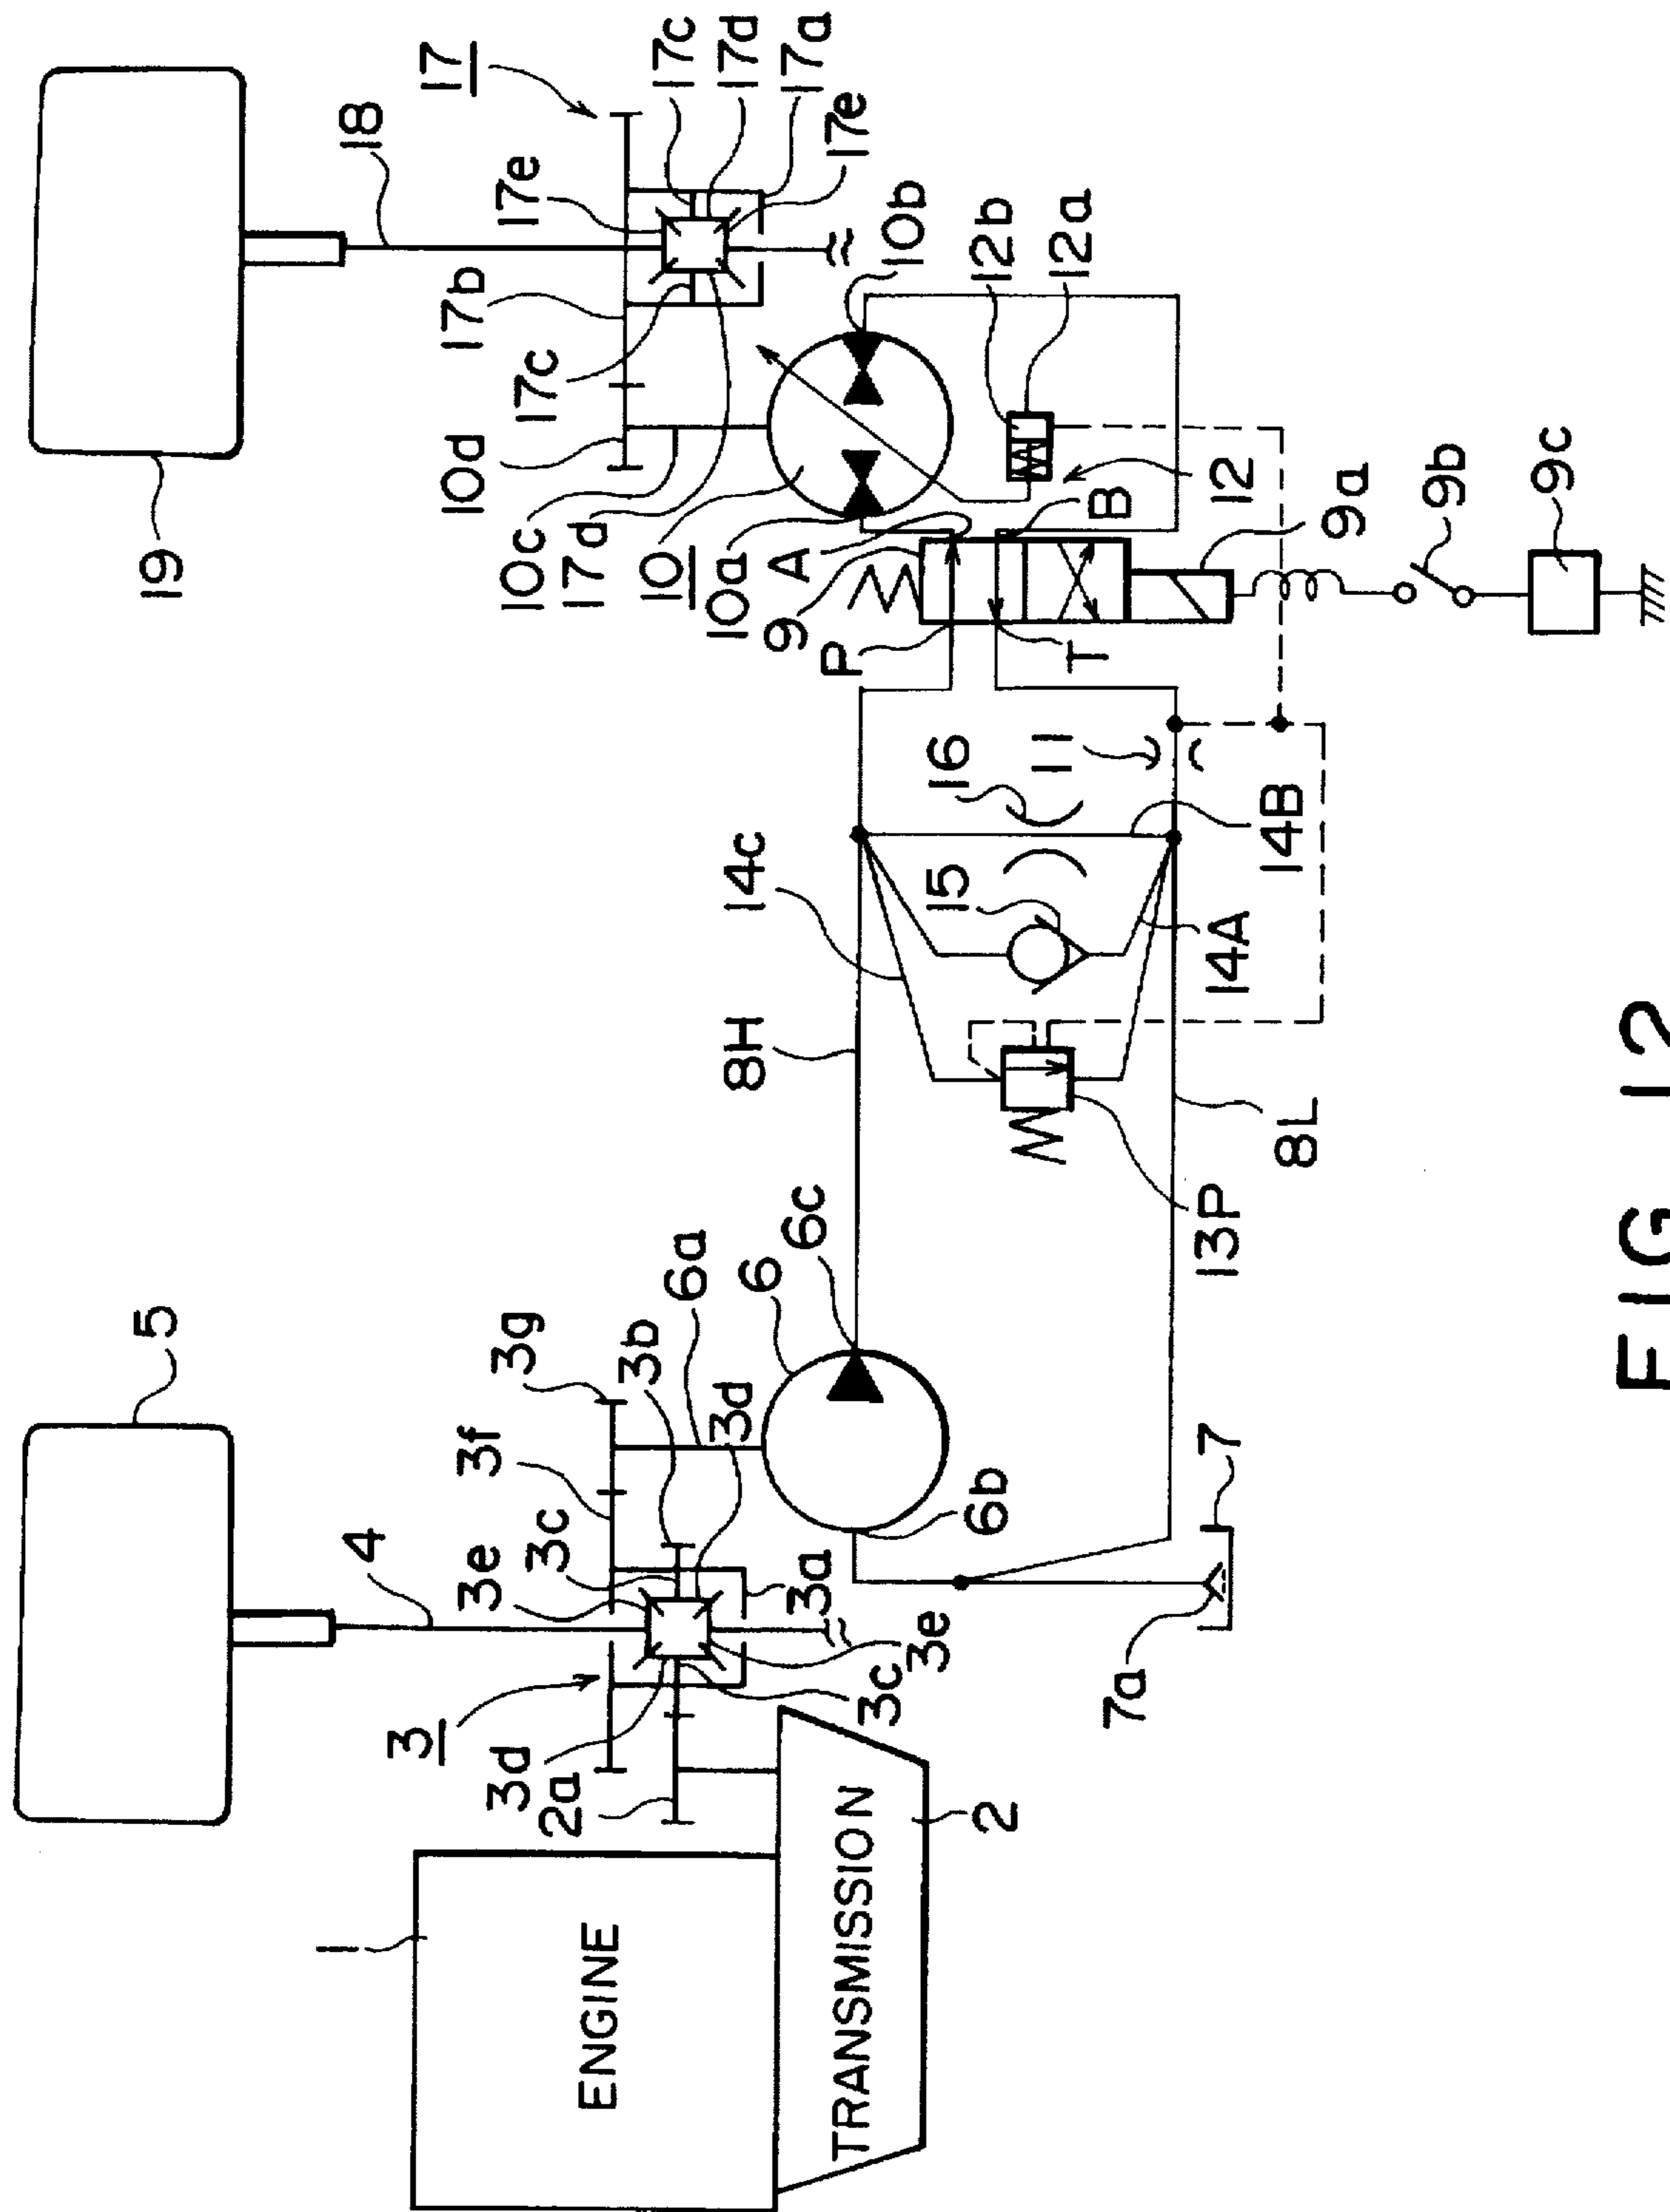 19
18
17
17e
17c
17d
17a
17e
17b
17c
10d
10c
17d
10
10a
10b
12b
12a
12
A
B
9
P
T
9a
9b
9c
16
11
14B
14c
15
14A
8H
8L
13P
5
3g
3f
3b
6a
6
6c
3d
4
3e
3c
3a
3e
3c
6b
7
7a
3
3d
2a
1
ENGINE
TRANSMISSION
2
FIG 12